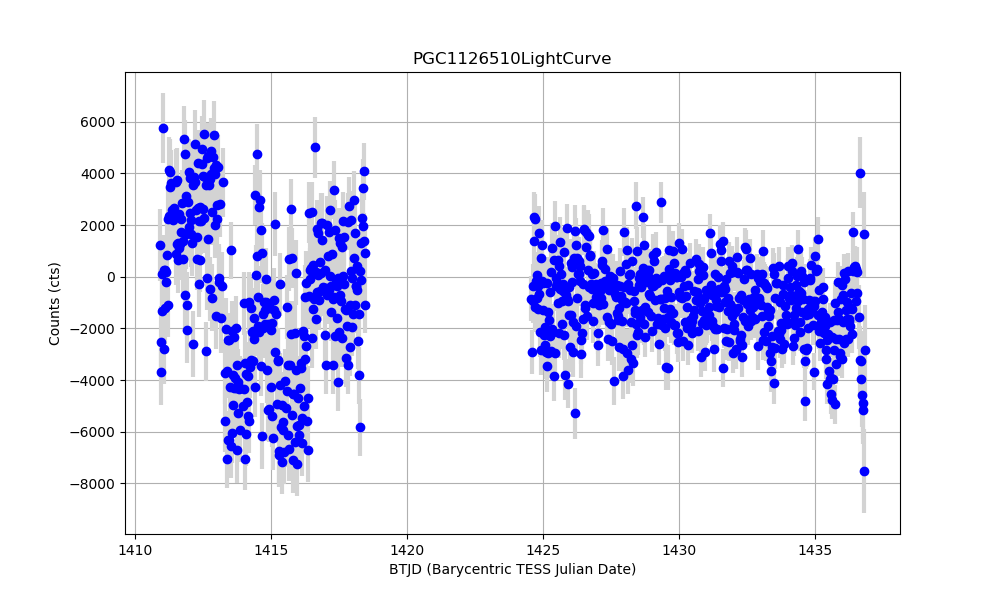 PGC1126510LightCurve
6000
4000
2000
0
−2000
−4000
−6000
−8000
Counts (cts)
1410 1415 1420 1425 1430 1435
BTJD (Barycentric TESS Julian Date)